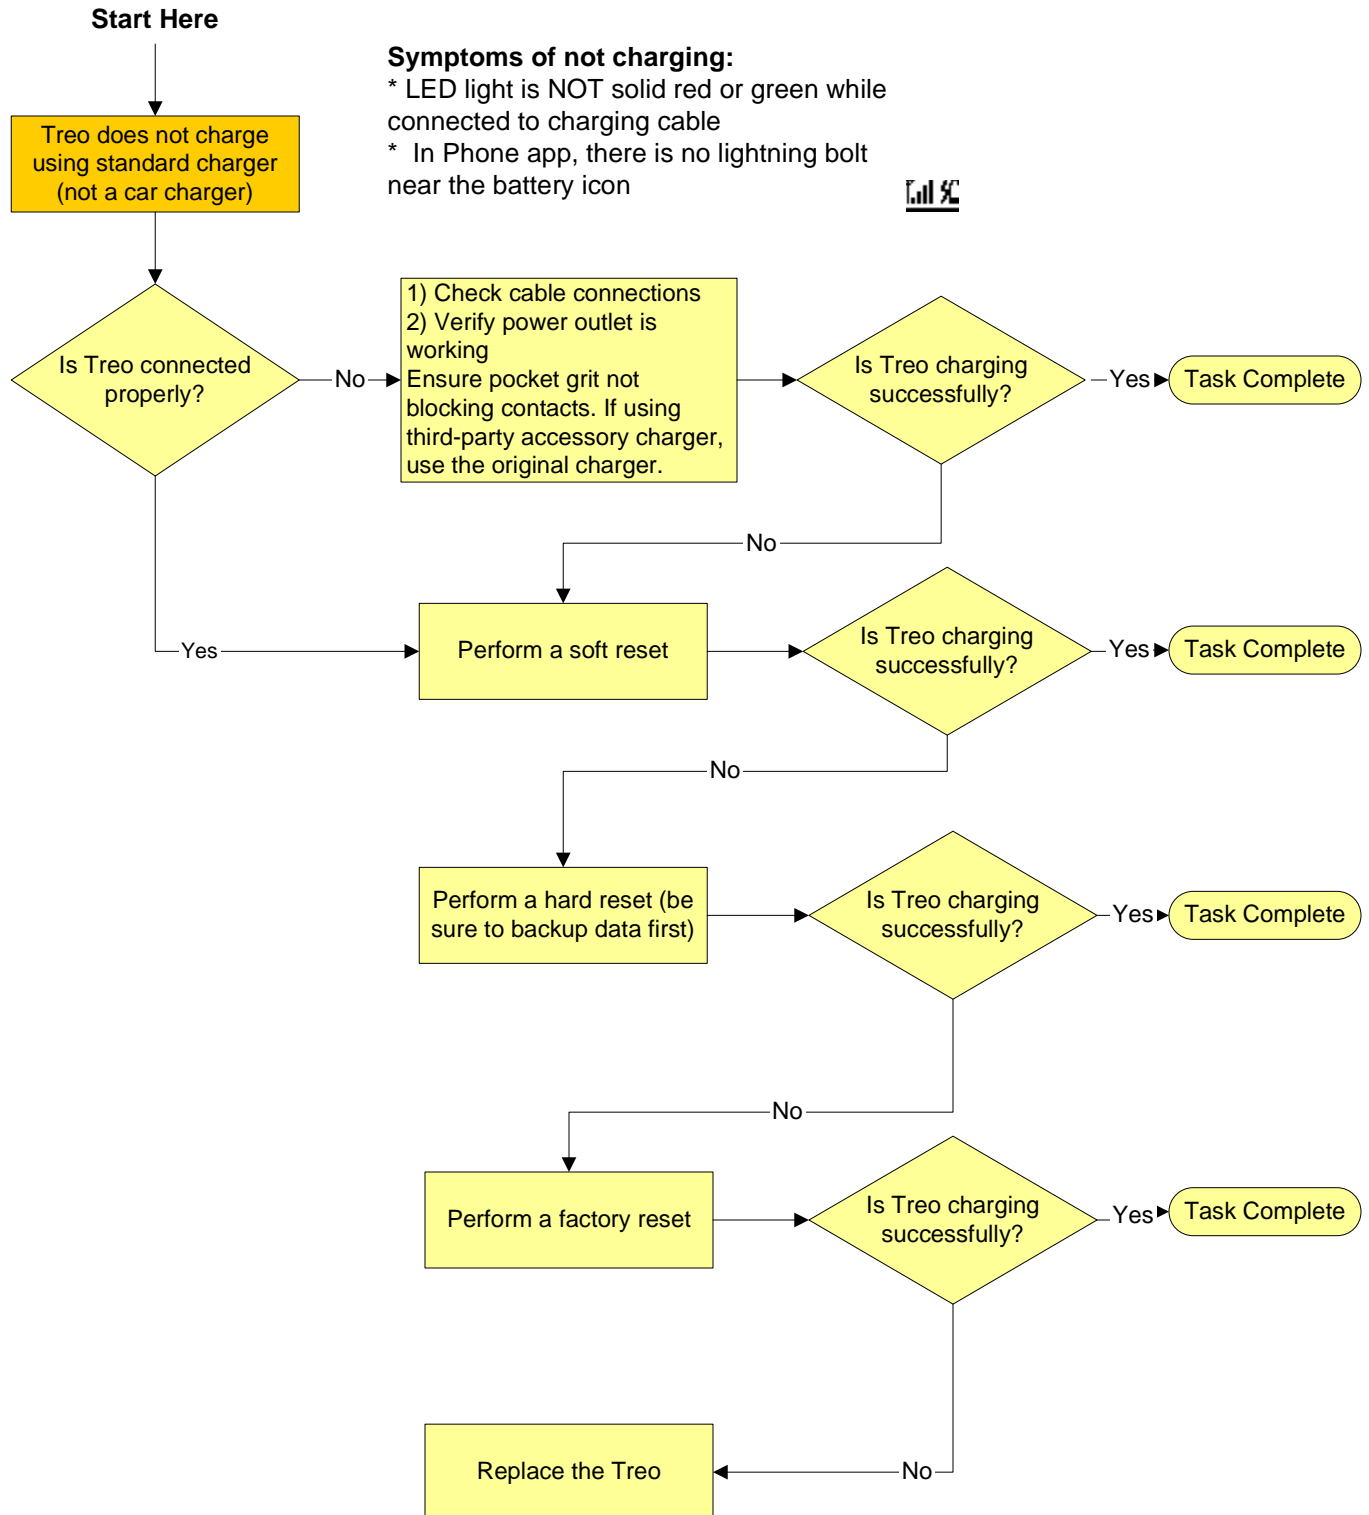 Start Here
Symptoms of not charging:
* LED light is NOT solid red or green while
connected to charging cable
*  In Phone app, there is no lightning bolt
near the battery icon
Treo does not charge
using standard charger
(not a car charger)
Is Treo connected
properly?
No
1) Check cable connections
2) Verify power outlet is
working
Ensure pocket grit not
blocking contacts. If using
third-party accessory charger,
use the original charger.
Is Treo charging
successfully?
Yes
Task Complete
No
Yes
Perform a soft reset
Is Treo charging
successfully?
Yes
Task Complete
No
Perform a hard reset (be
sure to backup data first)
Is Treo charging
successfully?
Yes
Task Complete
No
Perform a factory reset
Is Treo charging
successfully?
Yes
Task Complete
No
Replace the Treo